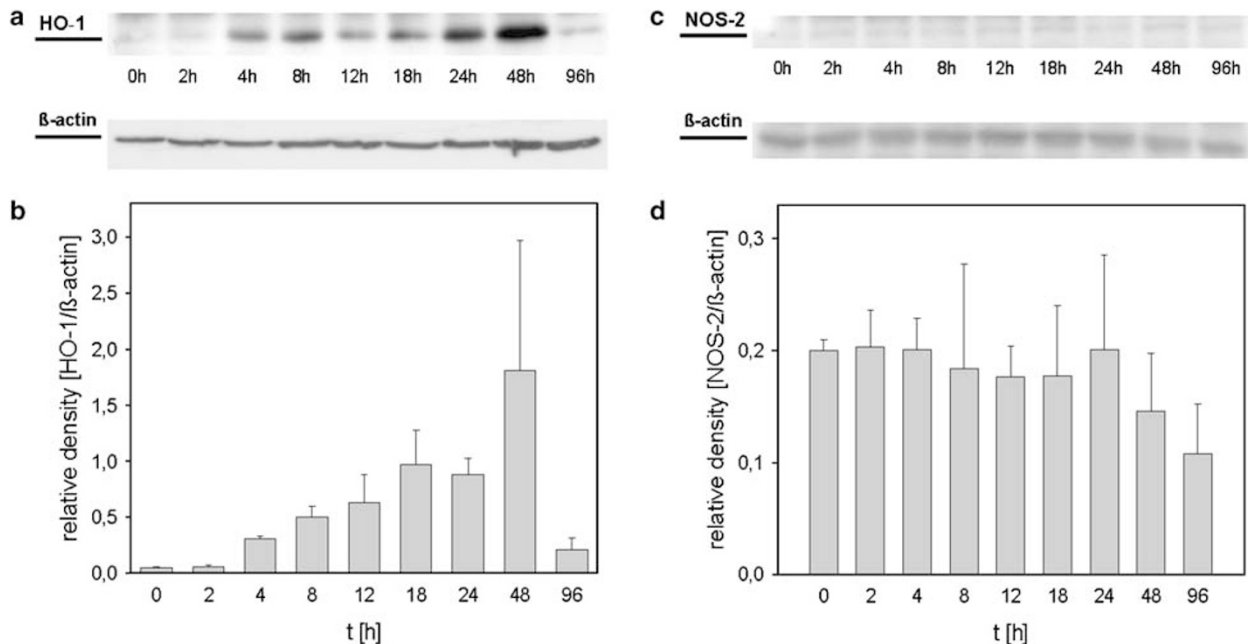 a
HO-1
0h 2h 4h 8h 12h 18h 24h 48h 96h
ß-actin
b
relative density [HO-1/ß-actin]
3,0
2,5
2,0
1,5
1,0
0,5
0,0
0 2 4 8 12 18 24 48 96
t [h]
c
NOS-2
0h 2h 4h 8h 12h 18h 24h 48h 96h
ß-actin
d
relative density [NOS-2/ß-actin]
0,3
0,2
0,1
0,0
0 2 4 8 12 18 24 48 96
t [h]